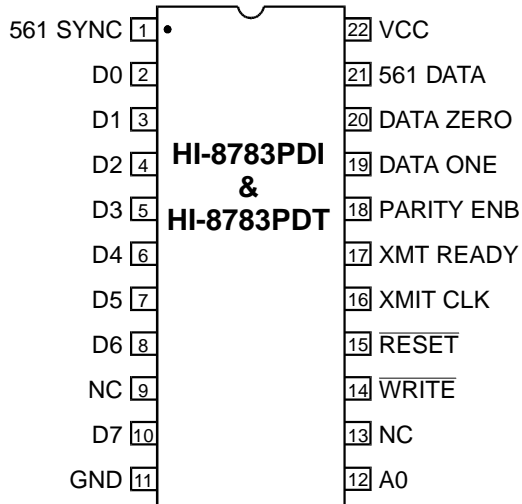 561 SYNC 1 22 VCC
D0 2 21 561 DATA
D1 3 20 DATA ZERO
D2 4 19 DATA ONE
D3 5 18 PARITY ENB
D4 6 17 XMT READY
D5 7 16 XMIT CLK
D6 8 15 RESET
NC 9 14 WRITE
D7 10 13 NC
GND 11 12 A0
HI-8783PDI
&
HI-8783PDT